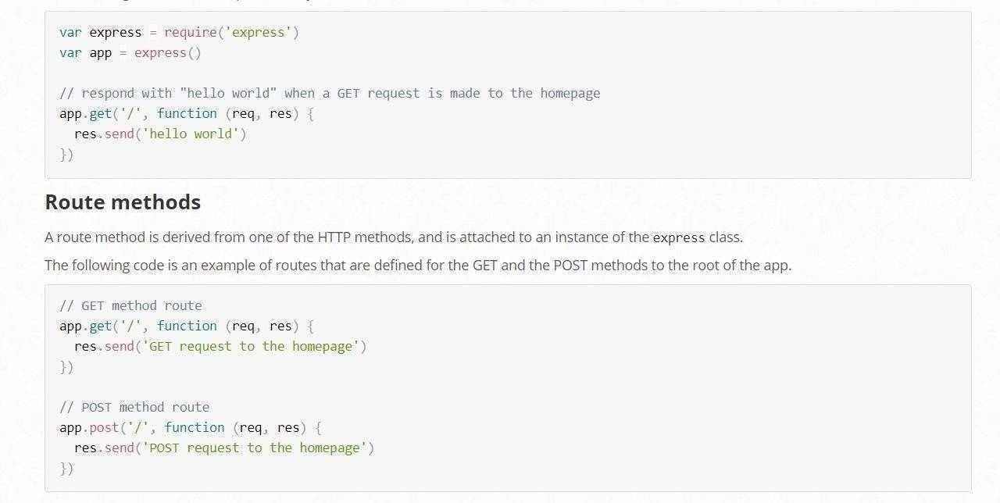 var express = require('express')
var app = express()

// respond with "hello world" when a GET request is made to the homepage
app.get('/', function (req, res) {
  res.send('hello world')
})
Route methods
A route method is derived from one of the HTTP methods, and is attached to an instance of the express class.
The following code is an example of routes that are defined for the GET and the POST methods to the root of the app.
// GET method route
app.get('/', function (req, res) {
  res.send('GET request to the homepage')
})

// POST method route
app.post('/', function (req, res) {
  res.send('POST request to the homepage')
})